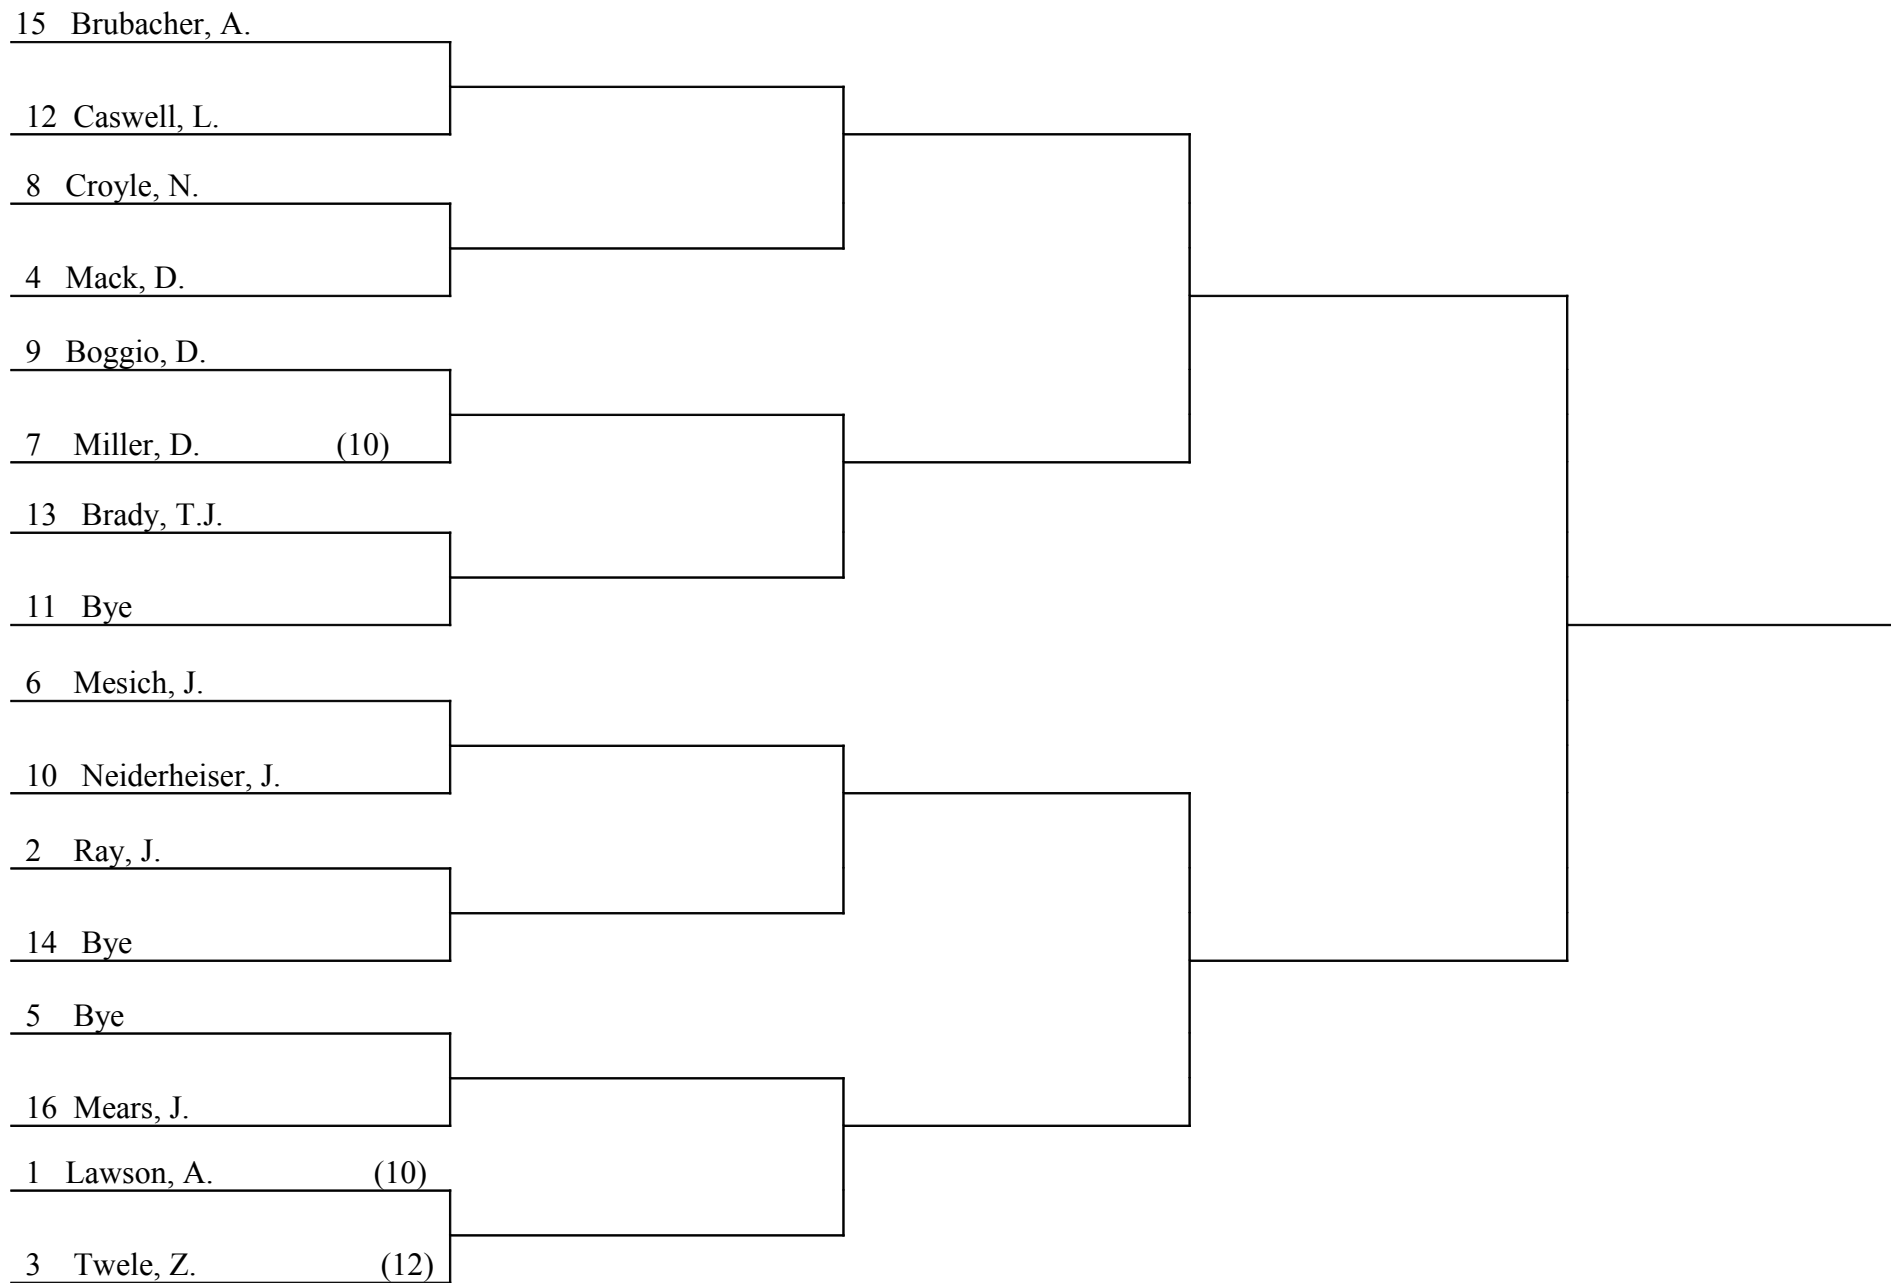 15 Brubacher, A.
12 Caswell, L.
8 Croyle, N.
4 Mack, D.
9 Boggio, D.
7 Miller, D. (10)
13 Brady, T.J.
11 Bye
6 Mesich, J.
10 Neiderheiser, J.
2 Ray, J.
14 Bye
5 Bye
16 Mears, J.
1 Lawson, A. (10)
3 Twele, Z. (12)